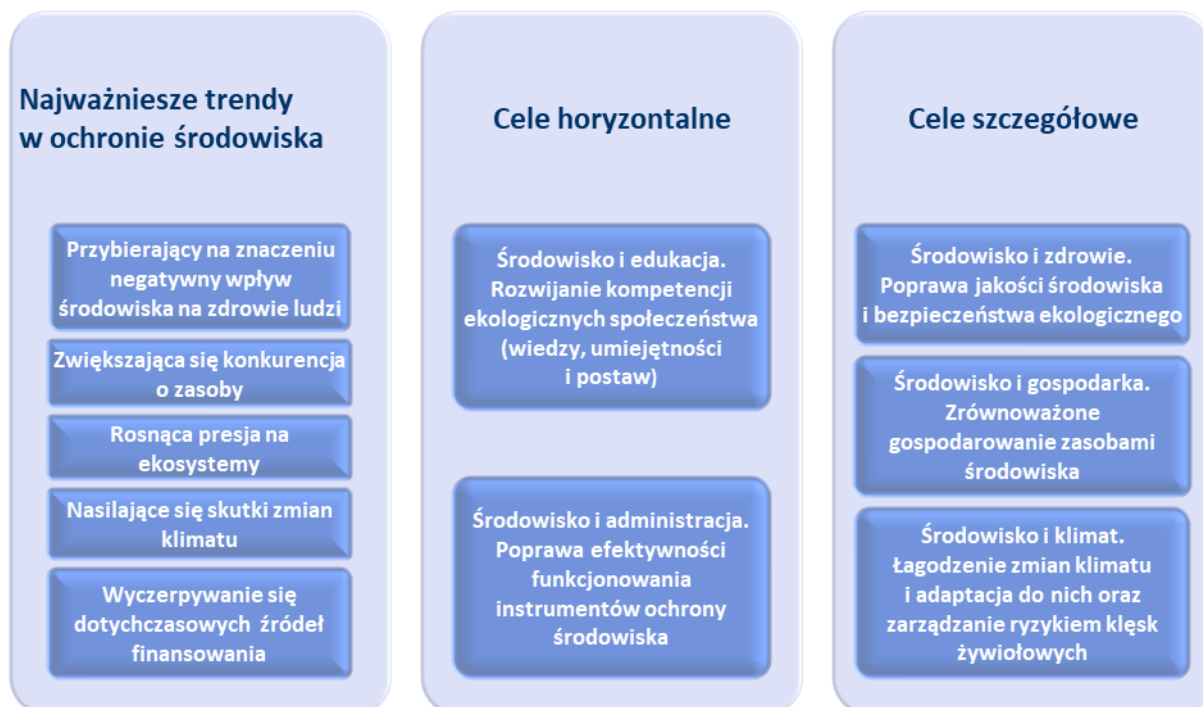 Najważniesze trendy
w ochronie środowiska
Przybierający na znaczeniu
negatywny wpływ
środowiska na zdrowie ludzi
Zwiększająca się konkurencja
o zasoby
Rosnąca presja na
ekosystemy
Nasilające się skutki zmian
klimatu
Wyczerpywanie się
dotychczasowych źródeł
finansowania
Cele horyzontalne
Środowisko i edukacja.
Rozwijanie kompetencji
ekologicznych społeczeństwa
(wiedzy, umiejętności
i postaw)
Środowisko i administracja.
Poprawa efektywności
funkcjonowania
instrumentów ochrony
środowiska
Cele szczegółowe
Środowisko i zdrowie.
Poprawa jakości środowiska
i bezpieczeństwa ekologicznego
Środowisko i gospodarka.
Zrównoważone
gospodarowanie zasobami
środowiska
Środowisko i klimat.
Łagodzenie zmian klimatu
i adaptacja do nich oraz
zarządzanie ryzykiem klęsk
żywiołowych